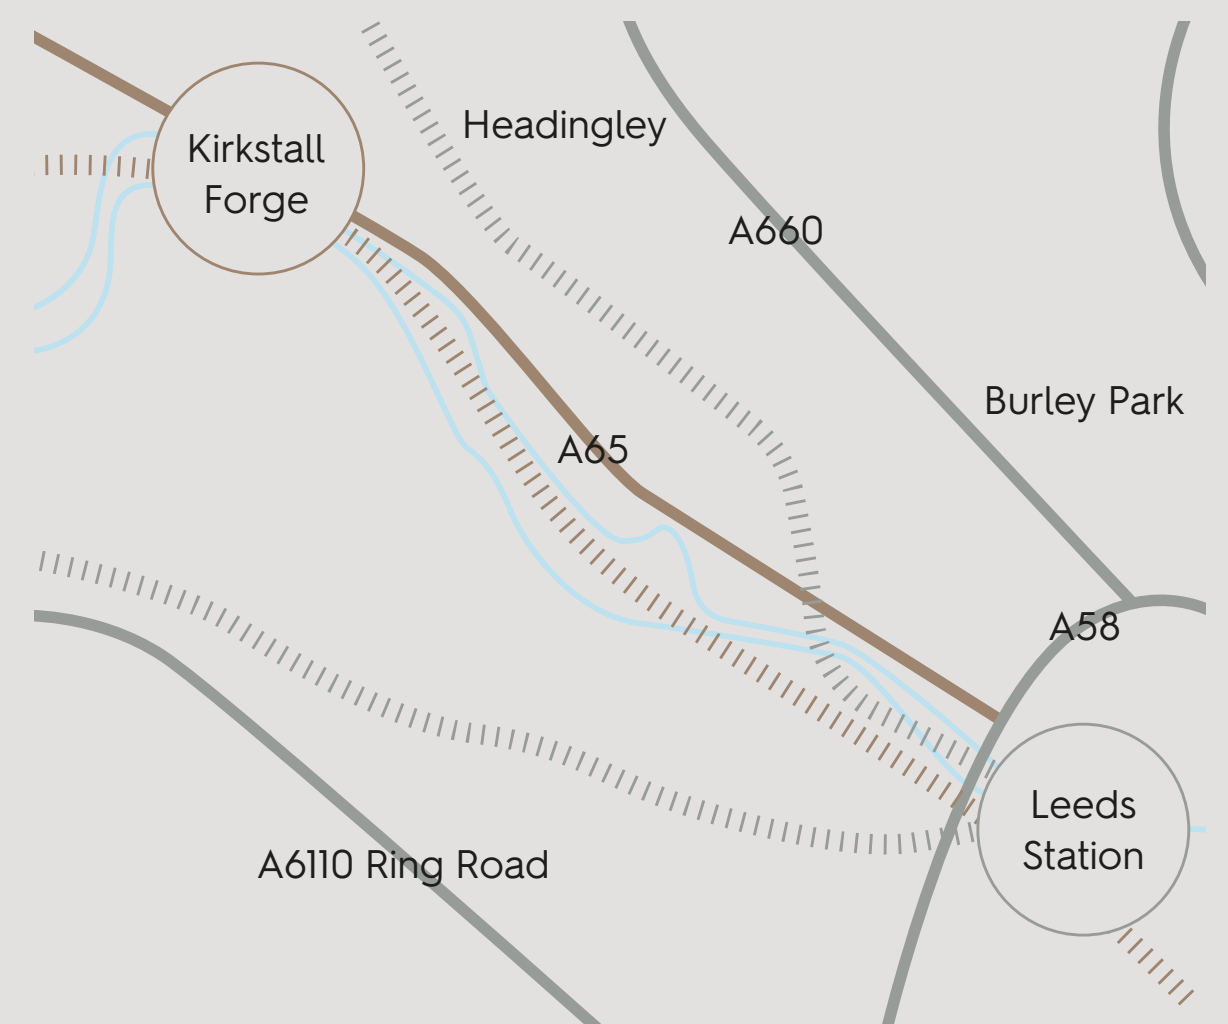 Headingley
Kirkstall
Forge
A660
Burley Park
A65
A58
Leeds
Station
A6110 Ring Road